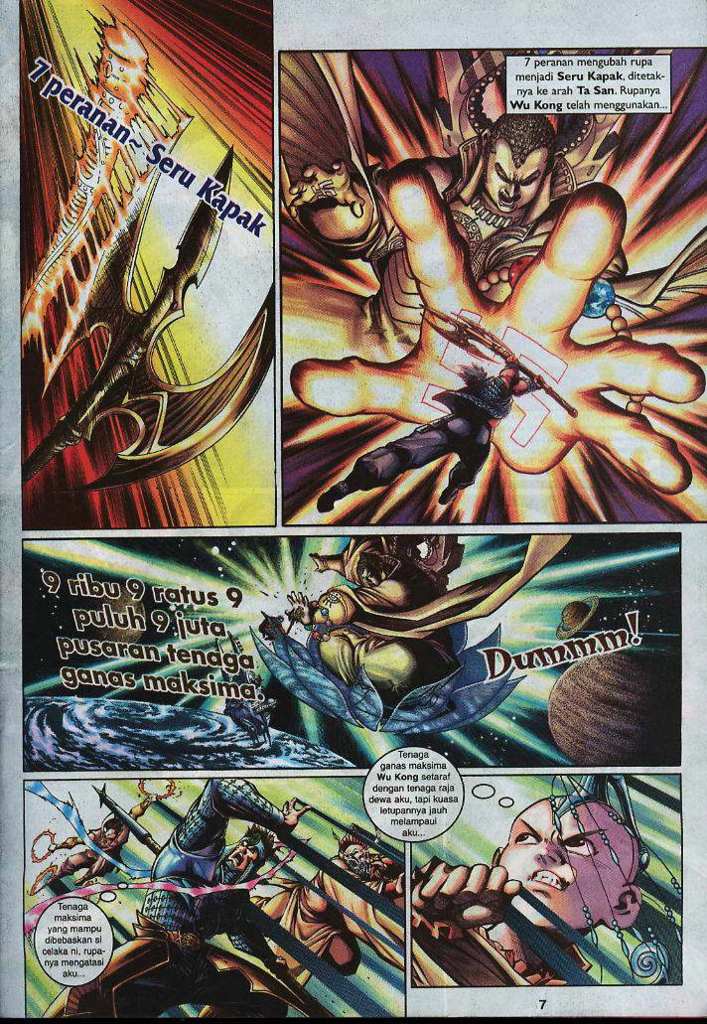 7 peranan~ Seru Kapak
7 peranan mengubah rupa
menjadi Seru Kapak, ditetak-
nya ke arah Ta San. Rupanya
Wu Kong telah menggunakan...
9 ribu 9 ratus 9
puluh 9 juta
pusaran tenaga
ganas maksima.
Dummm!
Tenaga
ganas maksima
Wu Kong setaraf
dengan tenaga raja
dewa aku, tapi kuasa
letupannya jauh
melampaui
aku...
Tenaga
maksima
yang mampu
dibebaskan si
celaka ni, rupa-
nya mengatasi
aku...
7